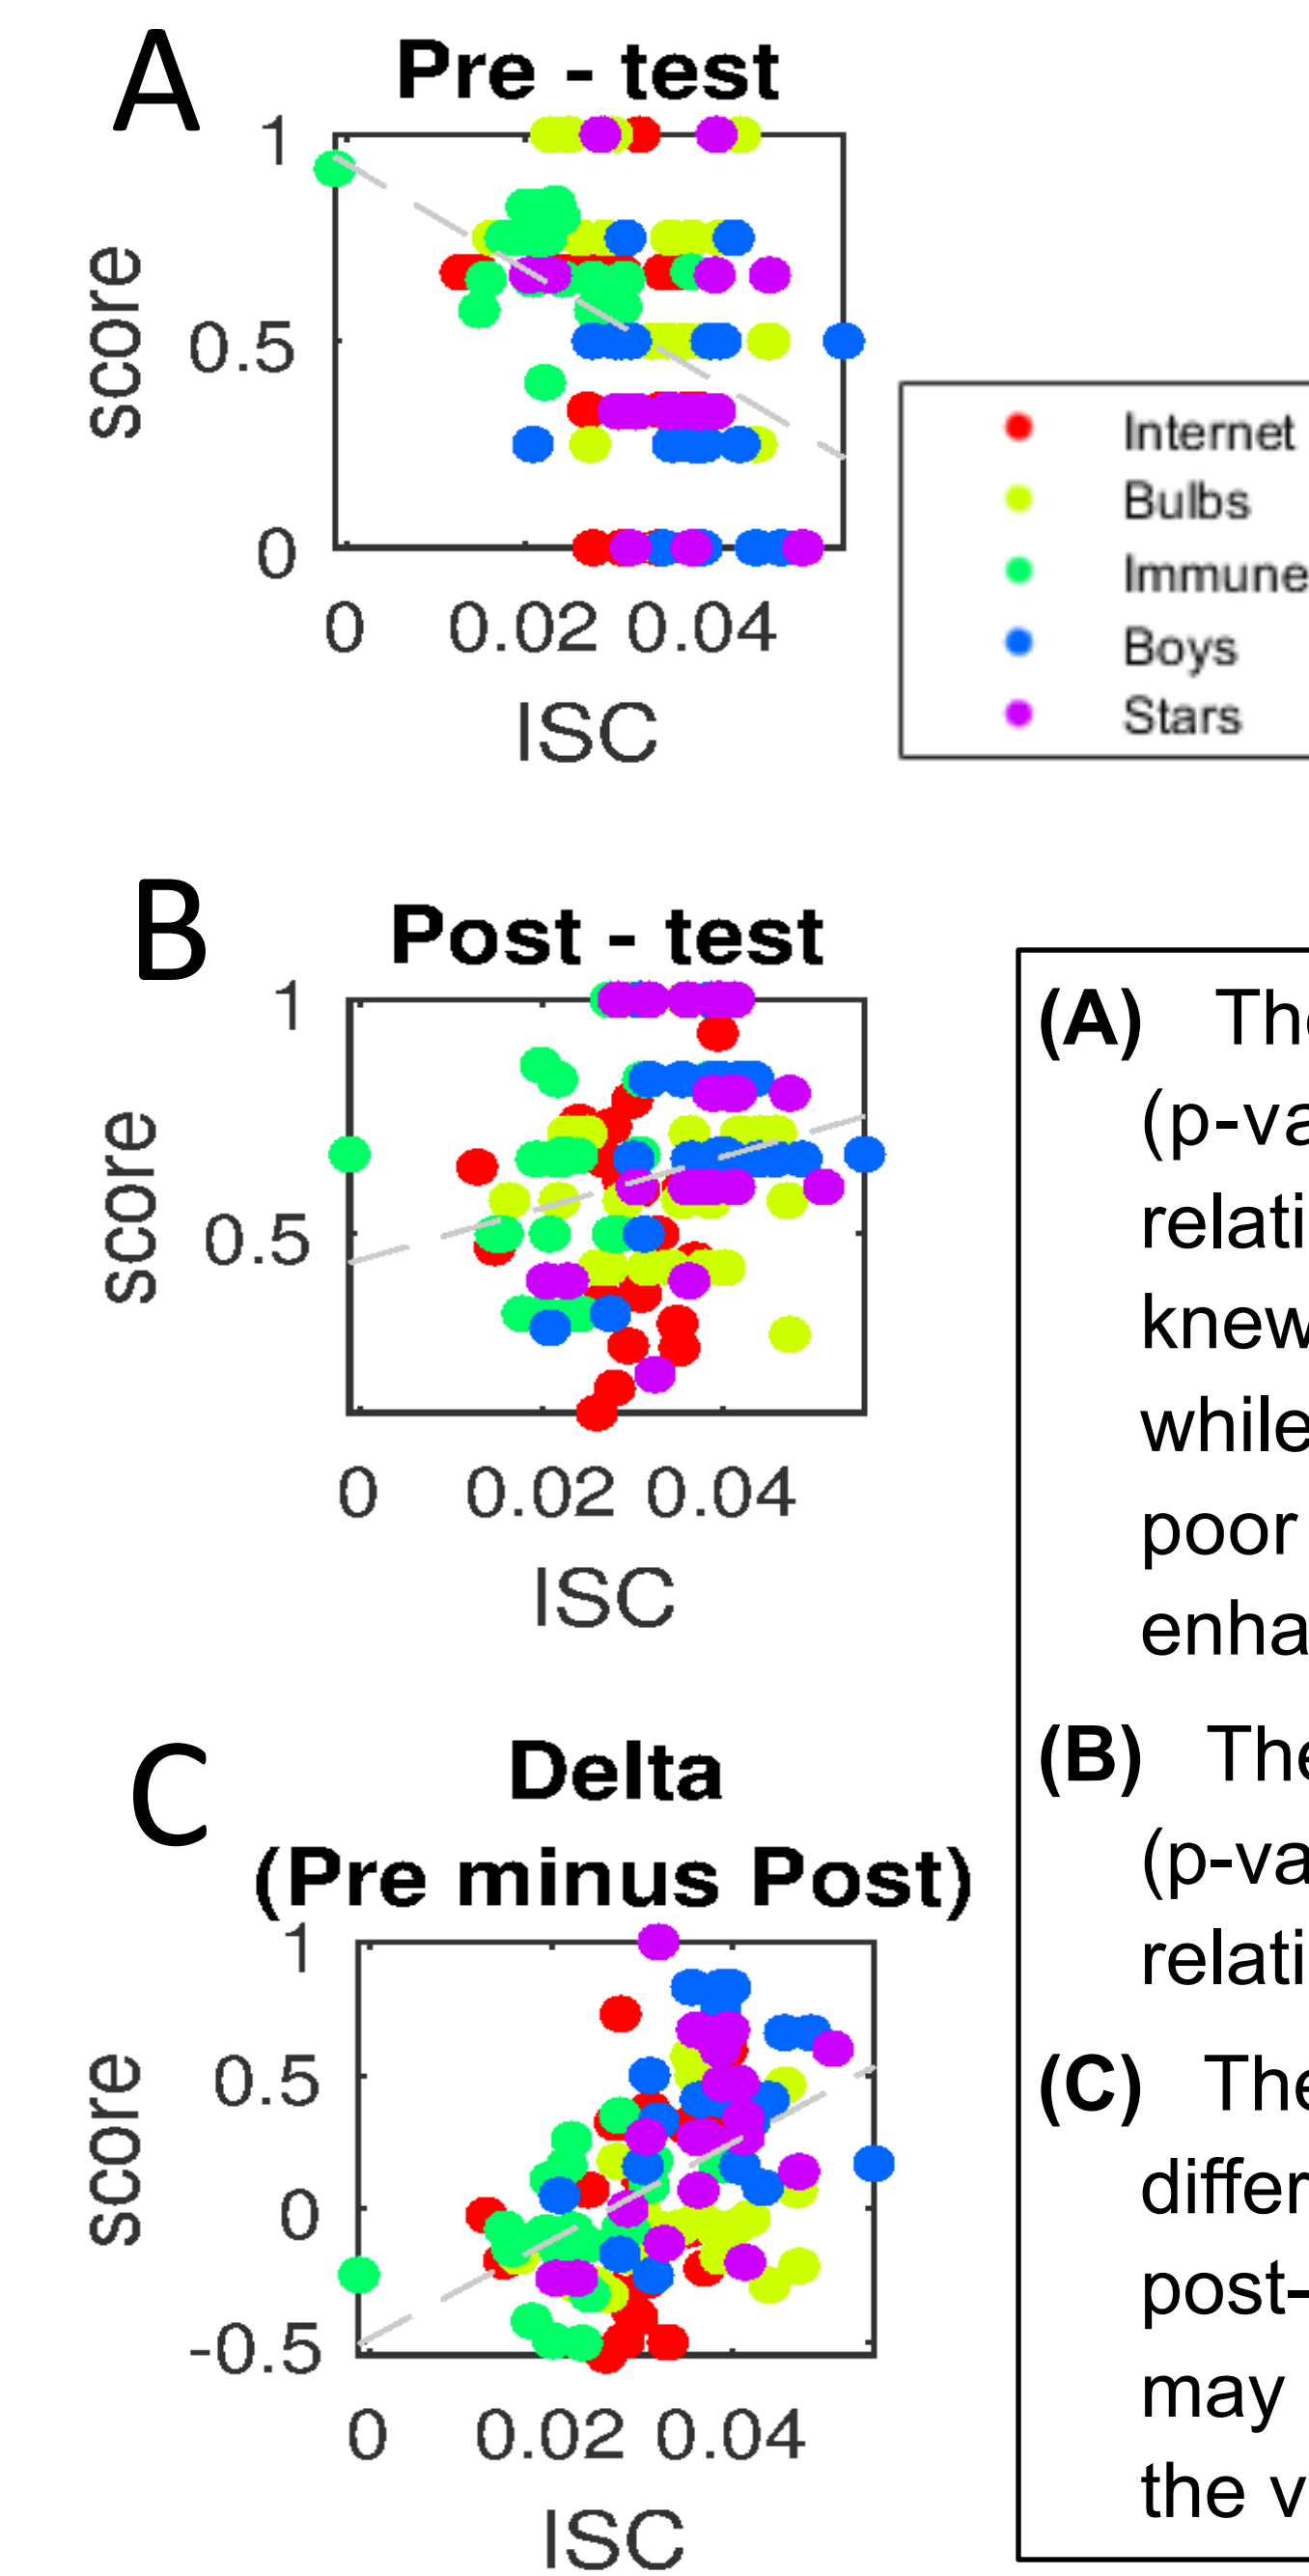 A
Pre - test
1
0.5
0
score
0 0.02 0.04
ISC
Internet
Bulbs
Immune
Boys
Stars
B
Post - test
1
0.5
score
0 0.02 0.04
ISC
C
Delta
(Pre minus Post)
1
0.5
0
-0.5
score
0 0.02 0.04
ISC
(A) The
(p-va
relati
knew
while
poor
enha
(B) The
(p-va
relati
(C) The
differ
post-
may
the v